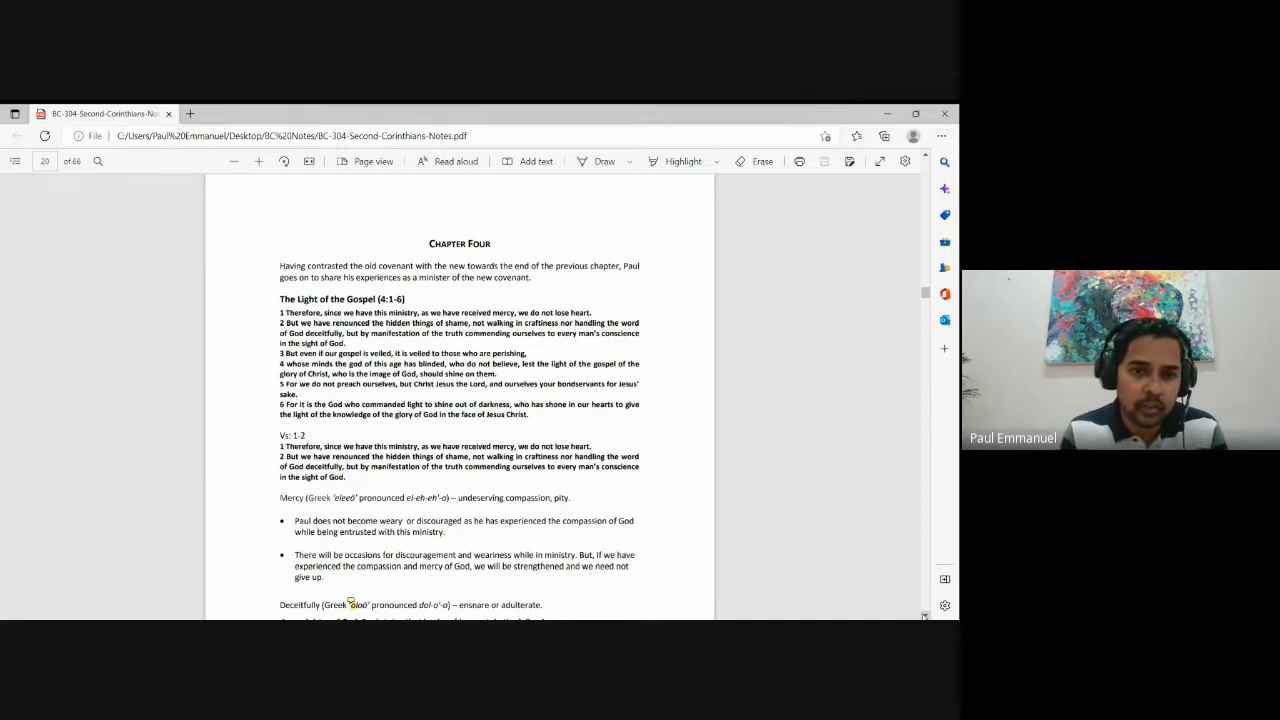 BC-304-Second-Corinthians-No
File C:/Users/Paul%20Emmanuel/Desktop/BC%20Notes/BC-304-Second-Corinthians-Notes.pdf
20 of 66 Page view Read aloud Add text Draw Highlight Erase
CHAPTER FOUR
Having contrasted the old covenant with the new towards the end of the previous chapter, Paul
goes on to share his experiences as a minister of the new covenant.
The Light of the Gospel (4:1-6)
1 Therefore, since we have this ministry, as we have received mercy, we do not lose heart.
2 But we have renounced the hidden things of shame, not walking in craftiness nor handling the word
of God deceitfully, but by manifestation of the truth commending ourselves to every man's conscience
in the sight of God.
3 But even if our gospel is veiled, it is veiled to those who are perishing,
4 whose minds the god of this age has blinded, who do not believe, lest the light of the gospel of the
glory of Christ, who is the image of God, should shine on them.
5 For we do not preach ourselves, but Christ Jesus the Lord, and ourselves your bondservants for Jesus'
sake.
6 For it is the God who commanded light to shine out of darkness, who has shone in our hearts to give
the light of the knowledge of the glory of God in the face of Jesus Christ.
Vs: 1-2
1 Therefore, since we have this ministry, as we have received mercy, we do not lose heart.
2 But we have renounced the hidden things of shame, not walking in craftiness nor handling the word
of God deceitfully, but by manifestation of the truth commending ourselves to every man's conscience
in the sight of God.
Mercy (Greek 'eleeō' pronounced el-eh-eh'-o) – undeserving compassion, pity.
• Paul does not become weary or discouraged as he has experienced the compassion of God
while being entrusted with this ministry.
• There will be occasions for discouragement and weariness while in ministry. But, If we have
experienced the compassion and mercy of God, we will be strengthened and we need not
give up.
Deceitfully (Greek pronounced dol-o'-o) – ensnare or adulterate.
Paul Emmanuel